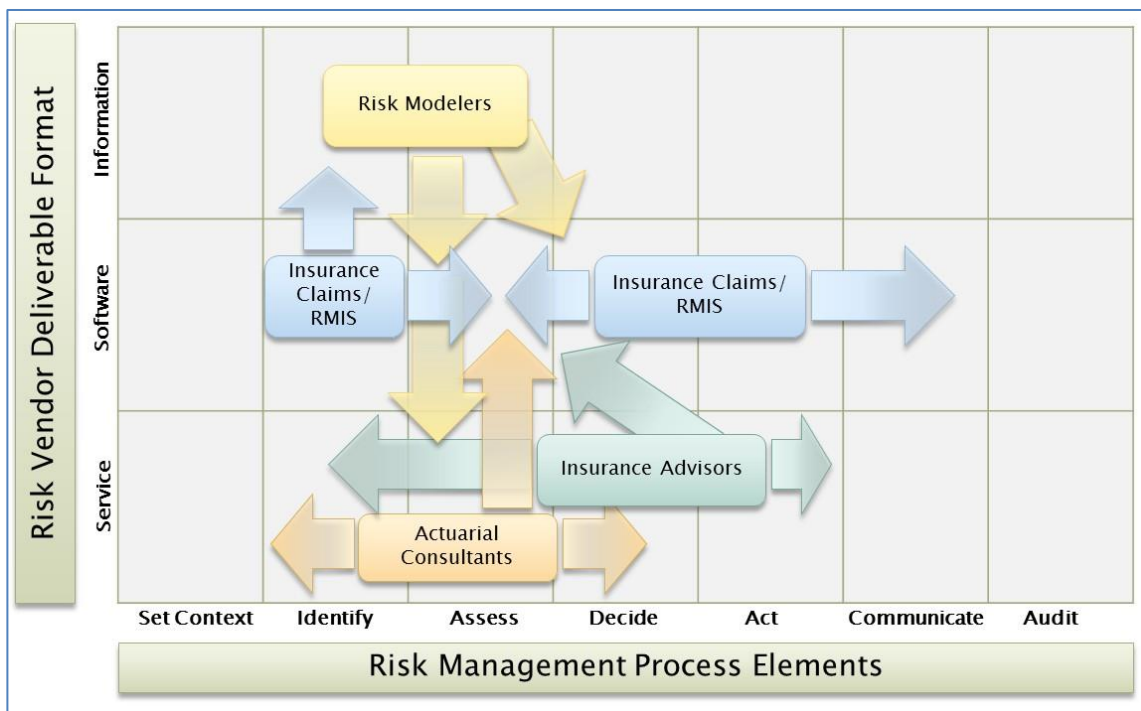 Risk Vendor Deliverable Format
Information
Software
Service
Risk Modelers
Insurance
Claims/
RMIS
Insurance Claims/
RMIS
Insurance Advisors
Actuarial
Consultants
Set Context
Identify
Assess
Decide
Act
Communicate
Audit
Risk Management Process Elements